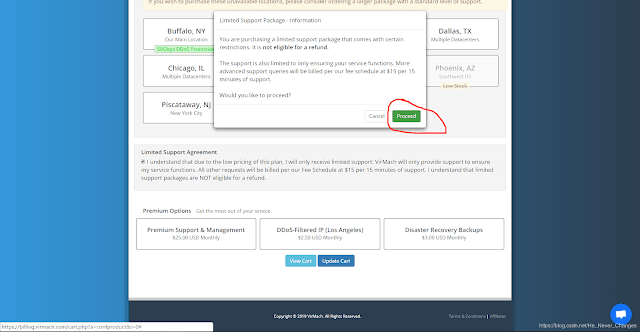 If you wish to purchase these unavailable locations, please consider ordering a larger package with a standard level of support.
Buffalo, NY
Our Main Location
50Gbps DDoS Protection
Limited Support Package - Information
You are purchasing a limited support package that comes with certain
restrictions. It is not eligible for a refund.
The support is also limited to only ensuring your service functions. More
advanced support queries will be billed per our fee schedule at $15 per 15
minutes of support.
Would you like to proceed?
Cancel
Proceed
Dallas, TX
Multiple Datacenters
Chicago, IL
Multiple Datacenters
Phoenix, AZ
Southwest US
Low Stock
Piscataway, NJ
New York City
Limited Support Agreement
I understand that due to the low pricing of this plan, I will only receive limited support. VirMach will only provide support to ensure
my service functions. All other requests will be billed per our Fee Schedule at $15 per 15 minutes of support. I understand that limited
support packages are NOT eligible for a refund.
Premium Options Get the most out of your service.
Premium Support & Management
$25.00 USD Monthly
DDoS-Filtered IP (Los Angeles)
$2.50 USD Monthly
Disaster Recovery Backups
$3.00 USD Monthly
View Cart
Update Cart
Copyright © 2019 VirMach. All Rights Reserved.
Terms & Conditions | Affiliates
https://billing.virmach.com/cart.php?a=confproduct&i=0#
https://blog.csdn.net/He_Never_Changes